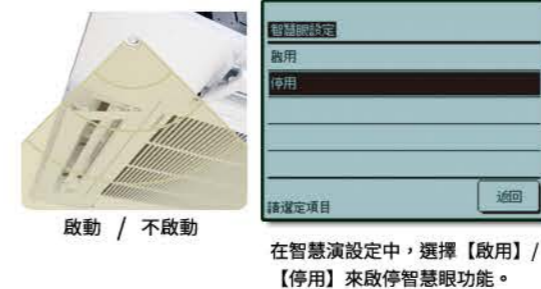 智慧眼設定
啟用
停用
請選定項目
返回
啟動 / 不啟動
在智慧演設定中，選擇【啟用】/
【停用】來啟停智慧眼功能。